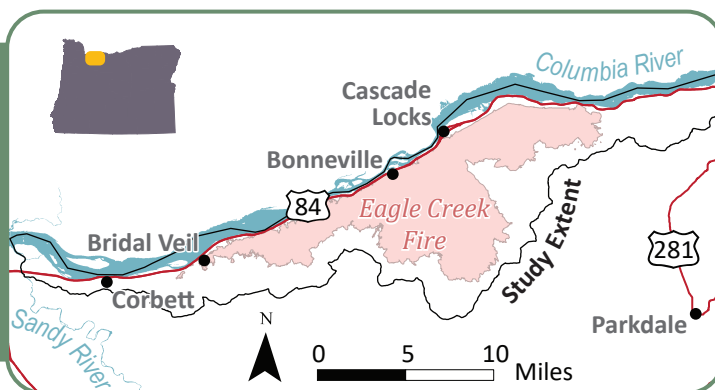 Columbia River
Cascade
Locks
Bonneville
84
Eagle Creek
Fire
Study Extent
Bridal Veil
281
Corbett
Sandy River
Parkdale
N
0 5 10 Miles